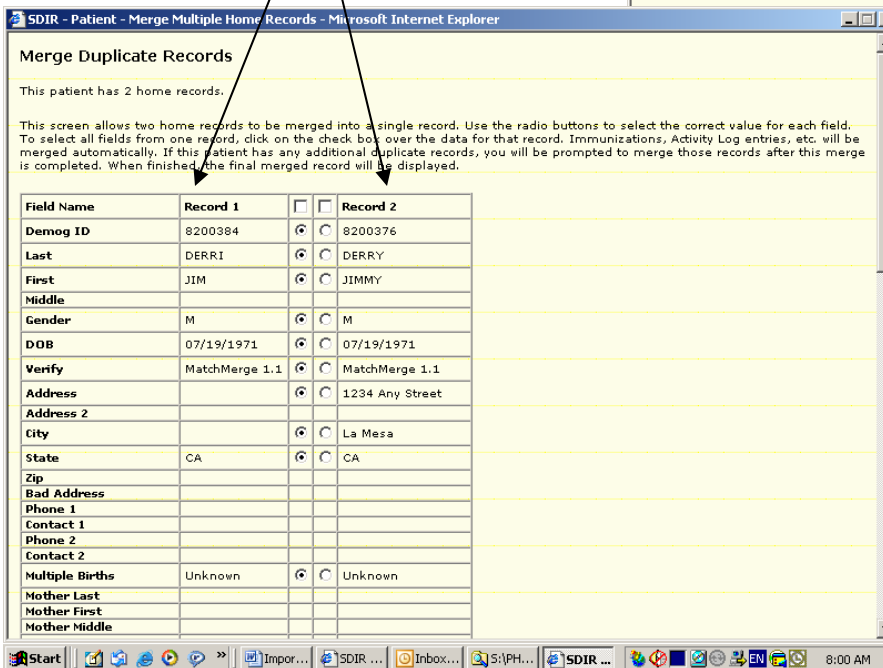 SDIR - Patient - Merge Multiple Home Records - Microsoft Internet Explorer
Merge Duplicate Records
This patient has 2 home records.
This screen allows two home records to be merged into a single record. Use the radio buttons to select the correct value for each field.
To select all fields from one record, click on the check box over the data for that record. Immunizations, Activity Log entries, etc. will be
merged automatically. If this patient has any additional duplicate records, you will be prompted to merge those records after this merge
is completed. When finished, the final merged record will be displayed.
Field Name Record 1 Record 2
Demog ID 8200384 8200376
Last DERRI DERRY
First JIM JIMMY
Middle
Gender M M
DOB 07/19/1971 07/19/1971
Verify MatchMerge 1.1 MatchMerge 1.1
Address 1234 Any Street
Address 2
City La Mesa
State CA CA
Zip
Bad Address
Phone 1
Contact 1
Phone 2
Contact 2
Multiple Births Unknown Unknown
Mother Last
Mother First
Mother Middle
Start » Impor... SDIR ... Inbox... S:\PH... SDIR ... EN 8:00 AM